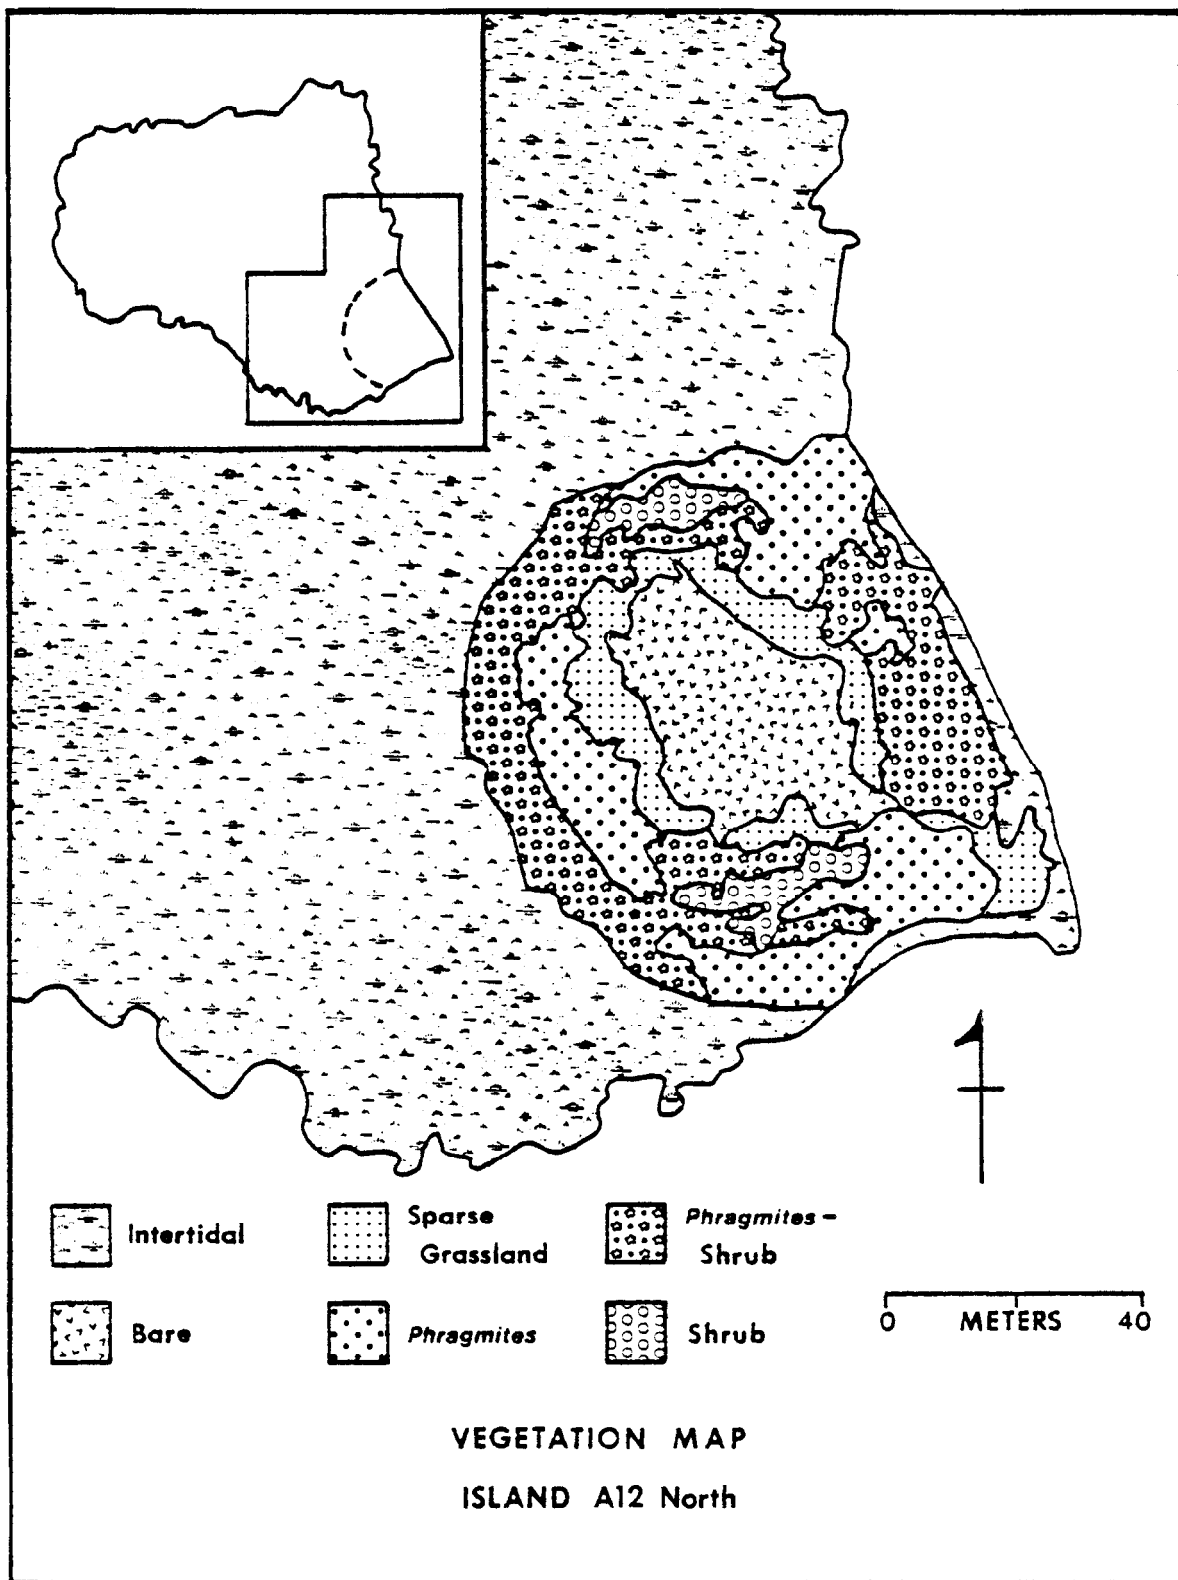 Intertidal
Sparse
Grassland
Phragmites -
Shrub
Bare
Phragmites
Shrub
0 METERS 40
VEGETATION MAP
ISLAND A12 North